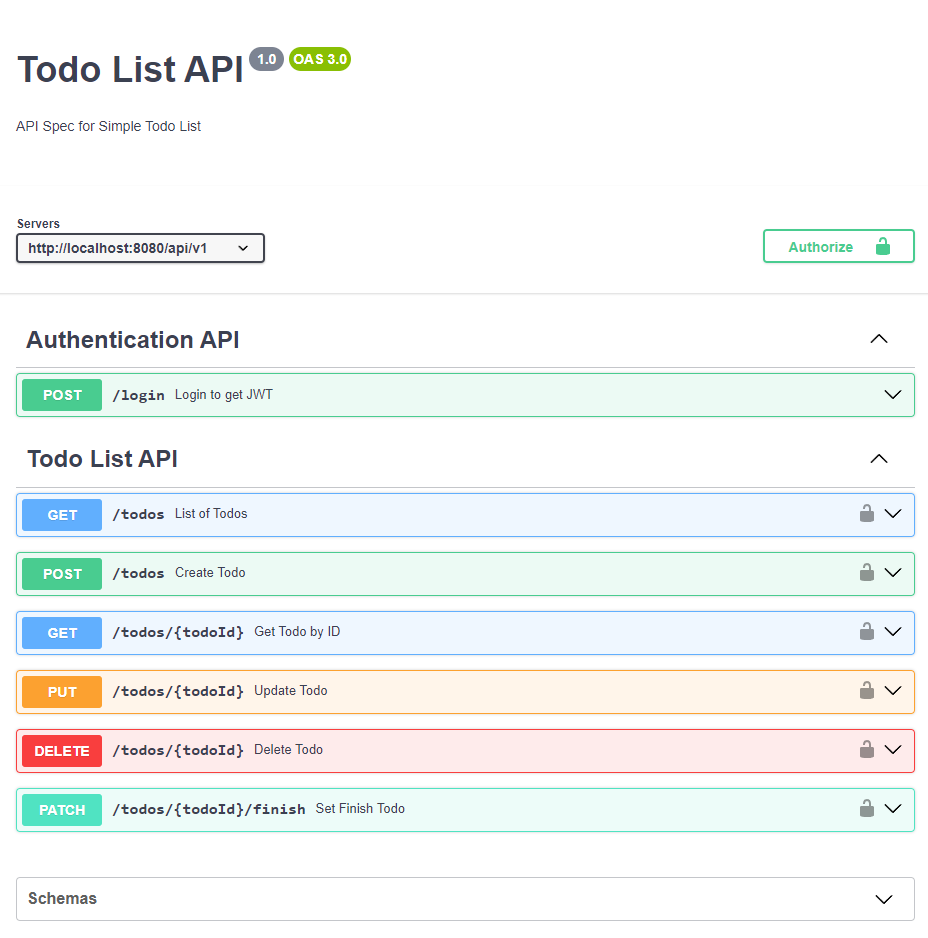 Todo List API 1.0 OAS 3.0
API Spec for Simple Todo List
Servers
http://localhost:8080/api/v1
Authorize
Authentication API
POST /login Login to get JWT
Todo List API
GET /todos List of Todos
POST /todos Create Todo
GET /todos/{todoId} Get Todo by ID
PUT /todos/{todoId} Update Todo
DELETE /todos/{todoId} Delete Todo
PATCH /todos/{todoId}/finish Set Finish Todo
Schemas